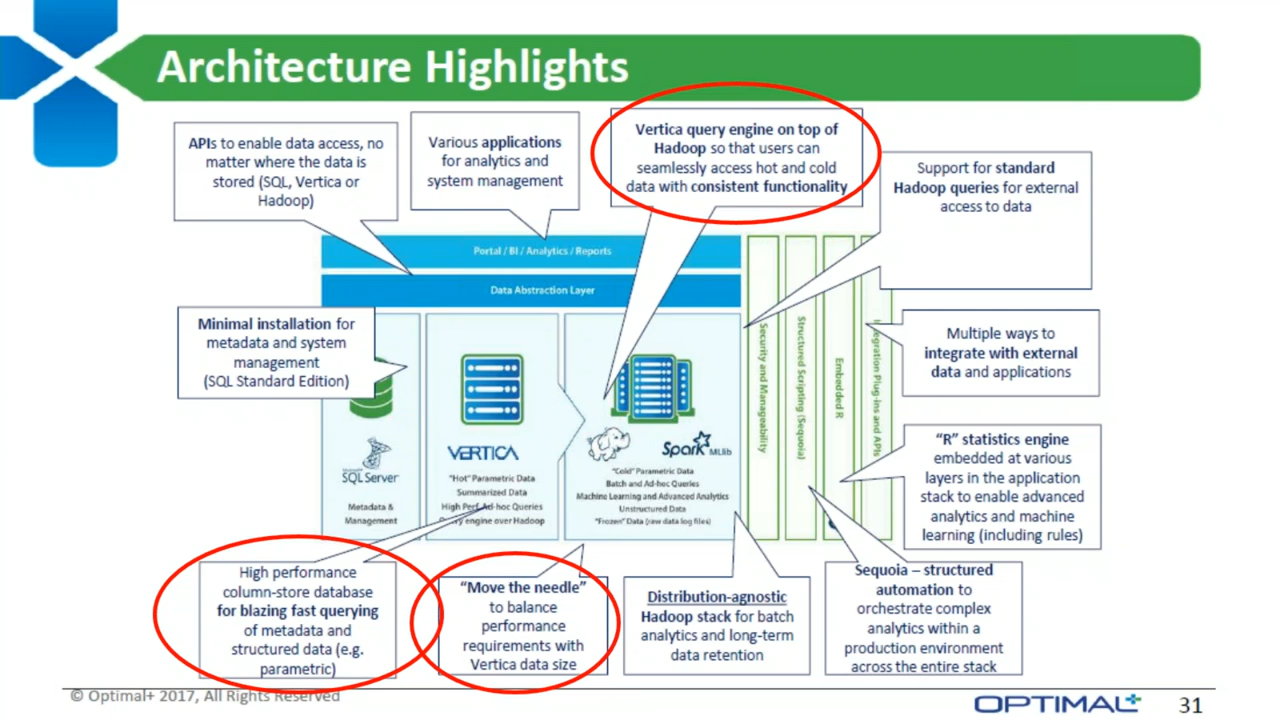 Architecture Highlights
APIs to enable data access, no
matter where the data is
stored (SQL, Vertica or
Hadoop)
Various applications
for analytics and
system management
Vertica query engine on top of
Hadoop so that users can
seamlessly access hot and cold
data with consistent functionality
Support for standard
Hadoop queries for external
access to data
Portal / BI / Analytics / Reports
Data Abstraction Layer
Minimal installation for
metadata and system
management
(SQL Standard Edition)
SQL Server
Metadata &
Management
VERTICA
"Hot" Parametric Data
Summarized Data
High Perf Ad-hoc Queries
Engine over Hadoop
Spark MLlib
"Cold" Parametric Data
Batch and Ad-hoc Queries
Machine Learning and Advanced Analytics
Unstructured Data
"Frozen" Data (raw data log files)
Security and Manageability
Structured Scripting (Sequoia)
Embedded R
Integration Plug-ins and APIs
Multiple ways to
integrate with external
data and applications
"R" statistics engine
embedded at various
layers in the application
stack to enable advanced
analytics and machine
learning (including rules)
High performance
column-store database
for blazing fast querying
of metadata and
structured data (e.g.
parametric)
"Move the needle"
to balance
performance
requirements with
Vertica data size
Distribution-agnostic
Hadoop stack for batch
analytics and long-term
data retention
Sequoia – structured
automation to
orchestrate complex
analytics within a
production environment
across the entire stack
© Optimal+ 2017, All Rights Reserved
OPTIMAL+
31